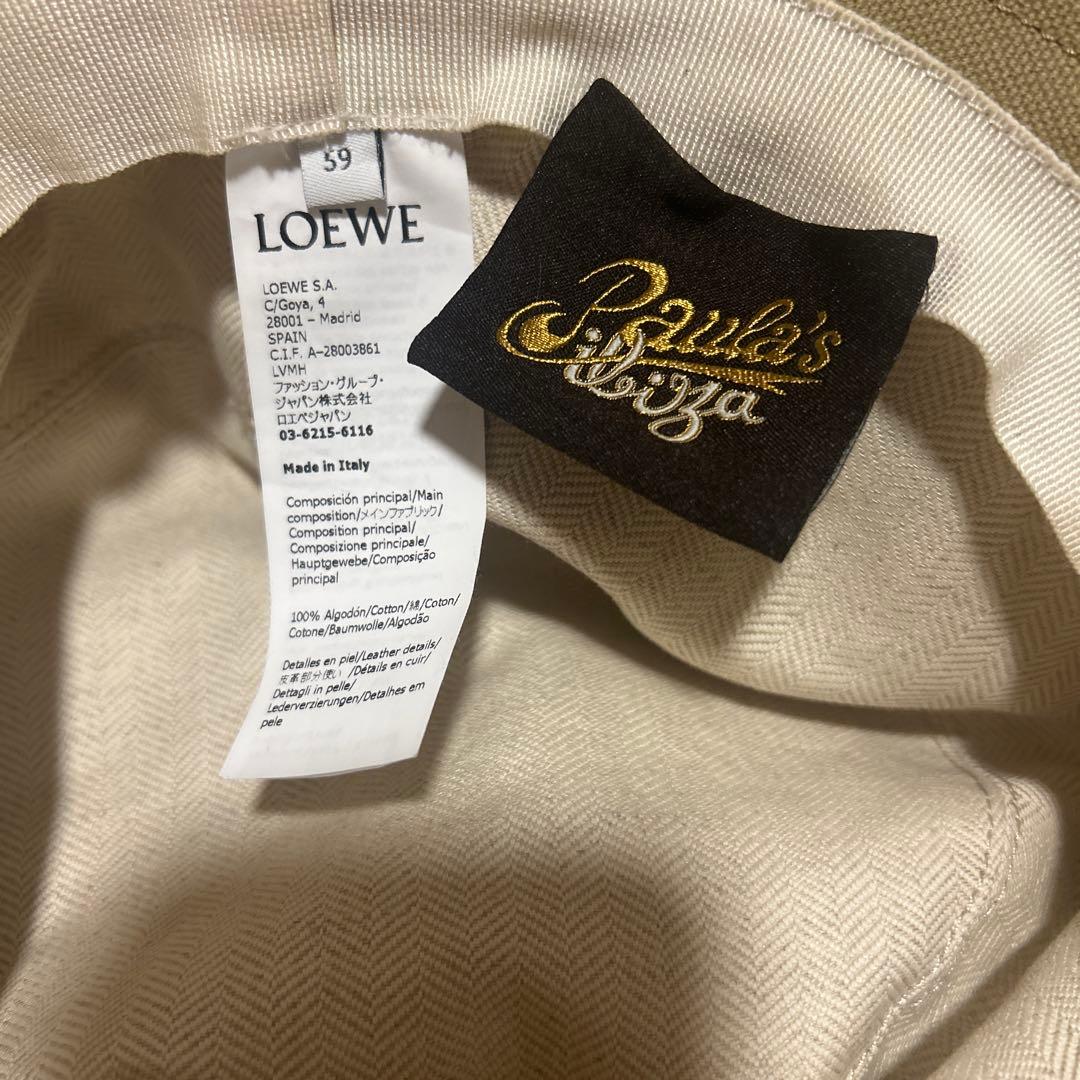 59
LOEWE
LOEWE S.A.
C/Goya, 4
28001 – Madrid
SPAIN
C.I.F. A-28003861
LVMH
ファッション・グループ・
ジャパン株式会社
ロエベジャパン
03-6215-6116
Made in Italy
Composición principal/Main
composition/メインファブリック/
Composition principal/
Composizione principale/
Hauptgewebe/Composição
principal
100% Algodón/Cotton/綿/Coton/
Cotone/Baumwolle/Algodão
Detalles en piel/Leather details/
皮革部分使い /Détails en cuir/
Dettagli in pelle/
Lederverzierungen/Detalhes em
pele
Paula's
ibiza